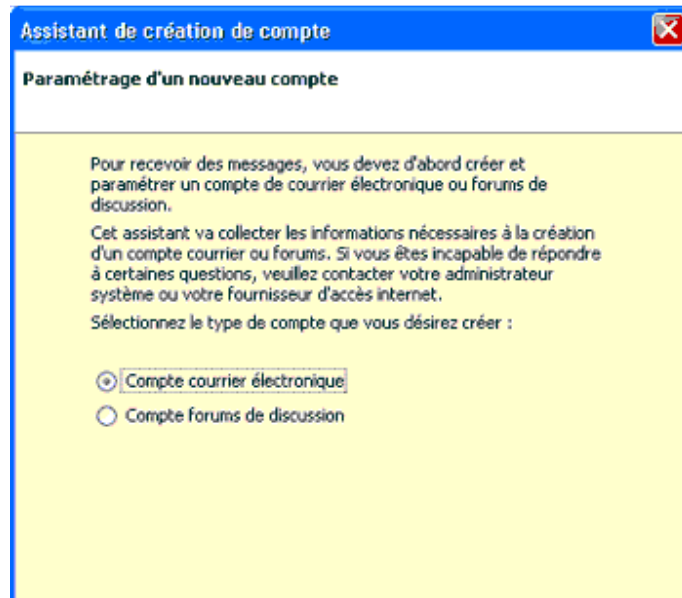 Assistant de création de compte
Paramétrage d'un nouveau compte
Pour recevoir des messages, vous devez d'abord créer et
paramétrer un compte de courrier électronique ou forums de
discussion.
Cet assistant va collecter les informations nécessaires à la création
d'un compte courrier ou forums. Si vous êtes incapable de répondre
à certaines questions, veuillez contacter votre administrateur
système ou votre fournisseur d'accès internet.
Sélectionnez le type de compte que vous désirez créer :
Compte courrier électronique
Compte forums de discussion